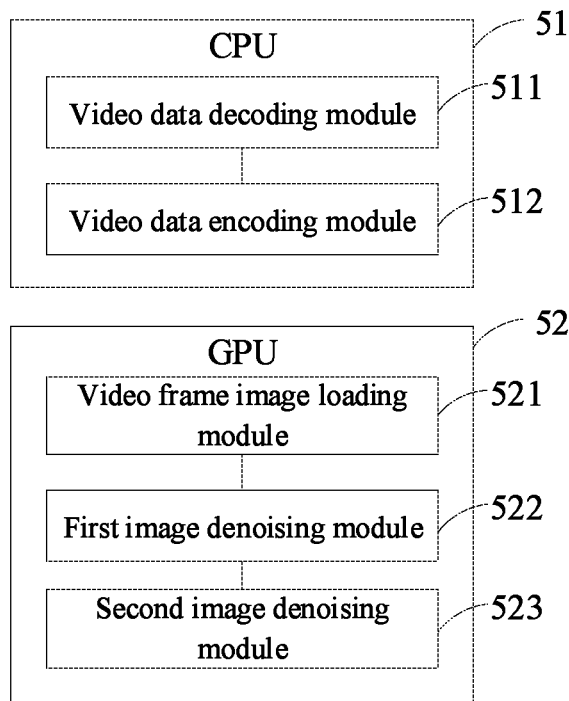 CPU
51
Video data decoding module
511
Video data encoding module
512
GPU
52
Video frame image loading
module
521
First image denoising module
522
Second image denoising
module
523